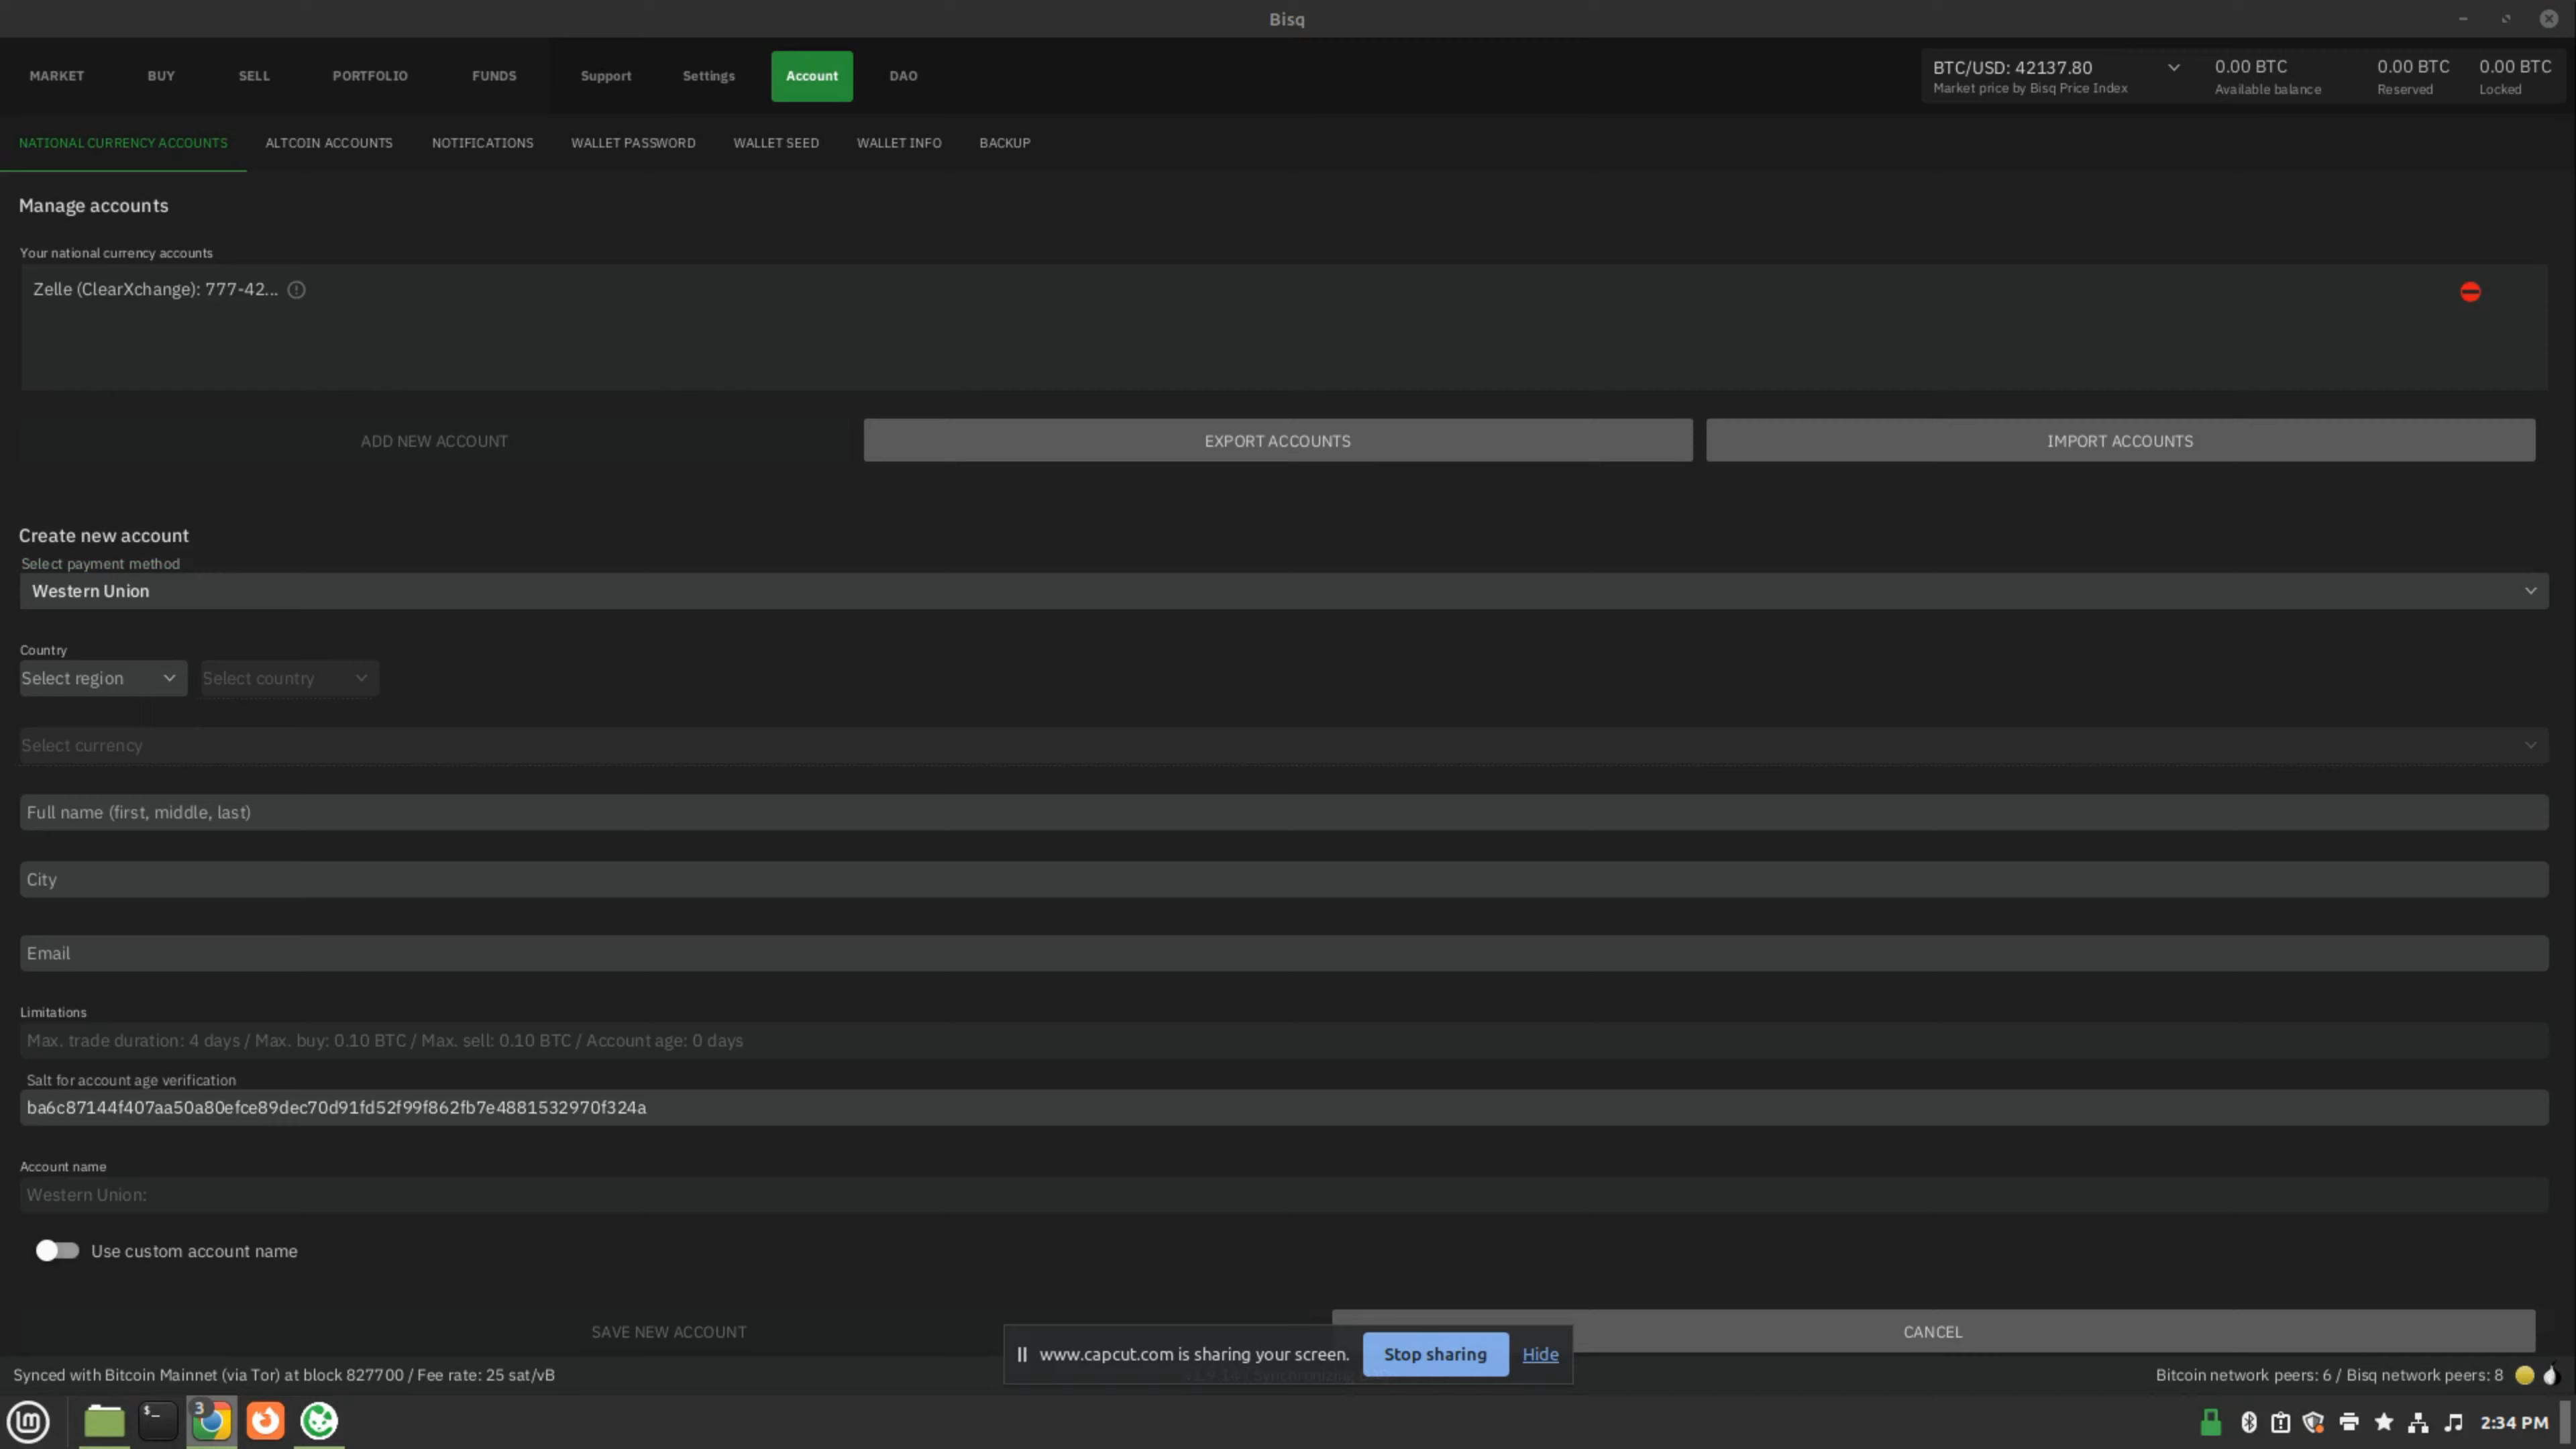 Bisq
MARKET BUY SELL PORTFOLIO FUNDS Support Settings Account DAO
BTC/USD: 42137.80 0.00 BTC 0.00 BTC 0.00 BTC
Market price by Bisq Price Index Available balance Reserved Locked
NATIONAL CURRENCY ACCOUNTS ALTCOIN ACCOUNTS NOTIFICATIONS WALLET PASSWORD WALLET SEED WALLET INFO BACKUP
Manage accounts
Your national currency accounts
Zelle (ClearXchange): 777-42...
ADD NEW ACCOUNT EXPORT ACCOUNTS IMPORT ACCOUNTS
Create new account
Select payment method
Western Union
Country
Select region Select country
Select currency
Full name (first, middle, last)
City
Email
Limitations
Max. trade duration: 4 days / Max. buy: 0.10 BTC / Max. sell: 0.10 BTC / Account age: 0 days
Salt for account age verification
ba6c87144f407aa50a80efce89dec70d91fd52f99f862fb7e4881532970f324a
Account name
Western Union:
Use custom account name
SAVE NEW ACCOUNT CANCEL
www.capcut.com is sharing your screen. Stop sharing Hide
Synced with Bitcoin Mainnet (via Tor) at block 827700 / Fee rate: 25 sat/vB Bitcoin network peers: 6 / Bisq network peers: 8
3 2:34 PM